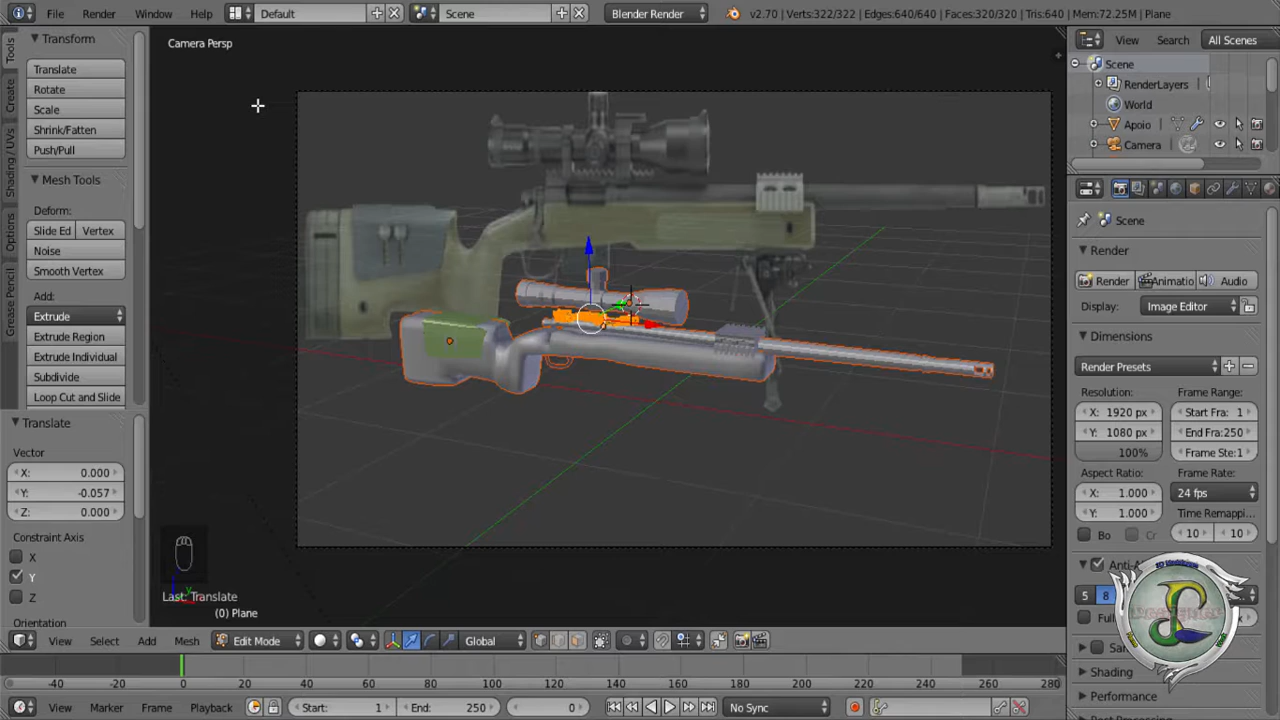 File Render Window Help Default Scene Blender Render v2.70 | Verts:322/322 | Edges:640/640 | Faces:320/320 | Tris:640 | Mem:72.25M | Plane
Tools
Create
Shading / UVs
Options
Grease Pencil
Transform
Translate
Rotate
Scale
Shrink/Fatten
Push/Pull
Mesh Tools
Deform:
Slide Ed Vertex
Noise
Smooth Vertex
Add:
Extrude
Extrude Region
Extrude Individual
Subdivide
Loop Cut and Slide
Translate
Vector
X: 0.000
Y: -0.057
Z: 0.000
Constraint Axis
X
Y
Z
Orientation
Camera Persp
Last: Translate
(0) Plane
View Search All Scenes
Scene
RenderLayers
World
Apoio
Camera
Scene
Render
Render Animatio Audio
Display: Image Editor
Dimensions
Render Presets
Resolution: Frame Range:
X: 1920 px Start Fra: 1
Y: 1080 px End Fra:250
100% Frame Ste:1
Aspect Ratio: Frame Rate:
X: 1.000 24 fps
Y: 1.000 Time Remappi...
Bo Cr 10 10
Anti-A
5 8
Full
Sa
Shading
Performance
View Select Add Mesh Edit Mode Global
-40 -20 0 20 40 60 80 100 120 140 160 180 200 220 240 260 280
View Marker Frame Playback Start: 1 End: 250 0 No Sync